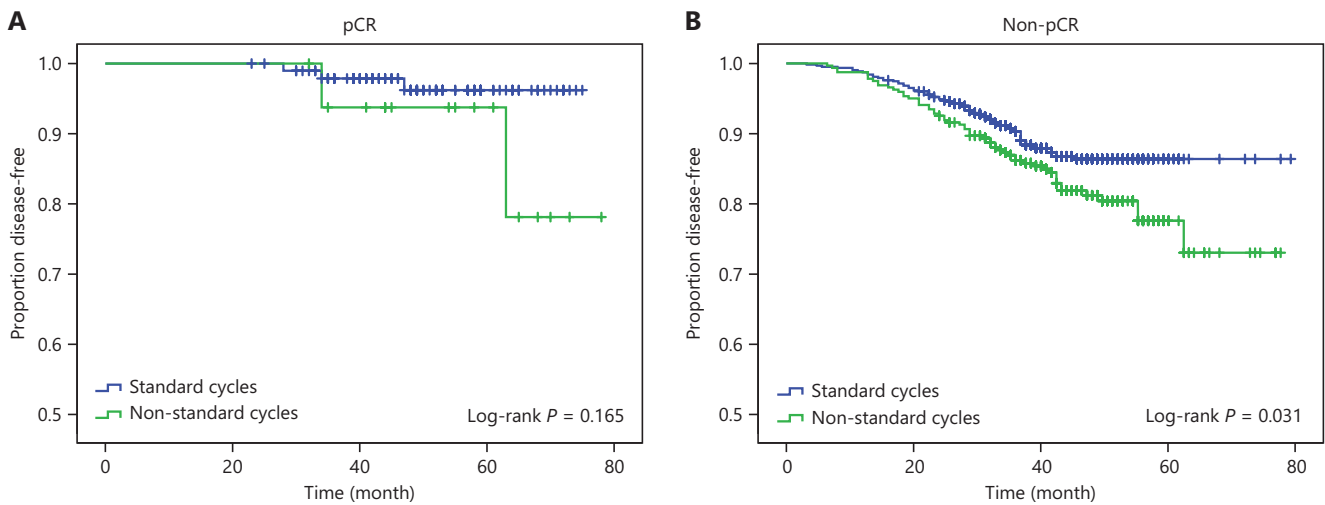 A
pCR
Proportion disease-free
1.0
0.9
0.8
0.7
0.6
0.5
Standard cycles
Non-standard cycles
Log-rank P = 0.165
0 20 40 60 80
Time (month)
B
Non-pCR
Proportion disease-free
1.0
0.9
0.8
0.7
0.6
0.5
Standard cycles
Non-standard cycles
Log-rank P = 0.031
0 20 40 60 80
Time (month)